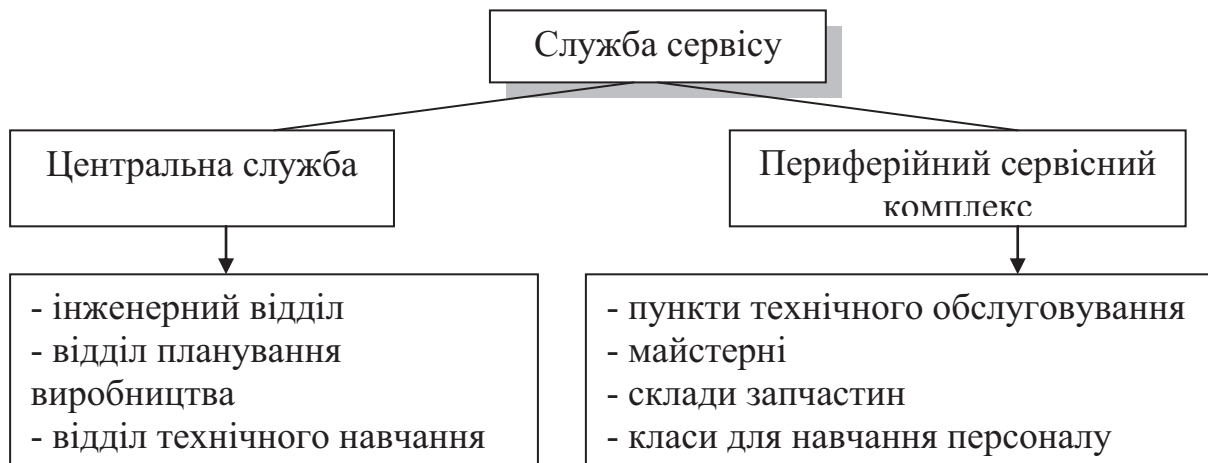 Служба сервісу
Центральна служба
Периферійний сервісний
комплекс
- інженерний відділ
- відділ планування
виробництва
- відділ технічного навчання
- пункти технічного обслуговування
- майстерні
- склади запчастин
- класи для навчання персоналу